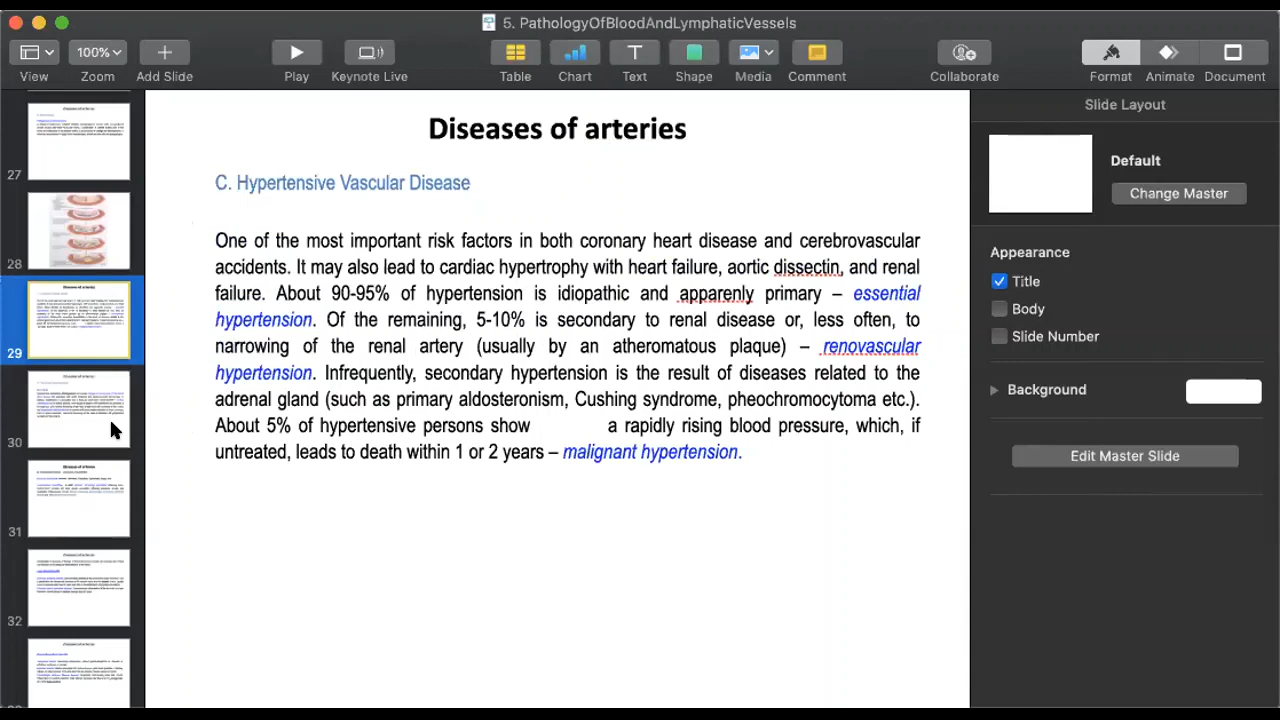 5. PathologyOfBloodAndLymphaticVessels
100%
View
Zoom
Add Slide
Play
Keynote Live
Table
Chart
Text
Shape
Media
Comment
Collaborate
Format
Animate
Document
27
28
29
30
31
32
Diseases of arteries
C. Hypertensive Vascular Disease
One of the most important risk factors in both coronary heart disease and cerebrovascular
accidents. It may also lead to cardiac hypertrophy with heart failure, aortic dissectin, and renal
failure. About 90-95% of hypertension is idiopathic and apparently primary – essential
hypertension. Of the remaining, 5-10% is secondary to renal disease or, less often, to
narrowing of the renal artery (usually by an atheromatous plaque) – renovascular
hypertension. Infrequently, secondary hypertension is the result of diseases related to the
adrenal gland (such as primary aldosteronism, Cushing syndrome, pheochromocytoma etc.).
About 5% of hypertensive persons show a rapidly rising blood pressure, which, if
untreated, leads to death within 1 or 2 years – malignant hypertension.
Slide Layout
Default
Change Master
Appearance
Title
Body
Slide Number
Background
Edit Master Slide